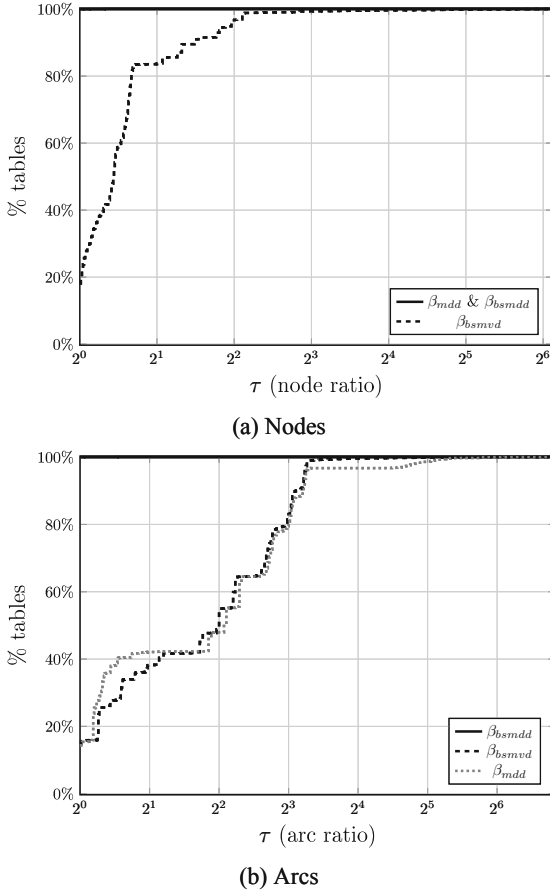 100%
80%
60%
40%
20%
0%
% tables
2^0 2^1 2^2 2^3 2^4 2^5 2^6
τ (node ratio)
β_mdd & β_bsmdd
β_bsmvd
(a) Nodes
100%
80%
60%
40%
20%
0%
% tables
2^0 2^1 2^2 2^3 2^4 2^5 2^6
τ (arc ratio)
β_bsmdd
β_bsmvd
β_mdd
(b) Arcs